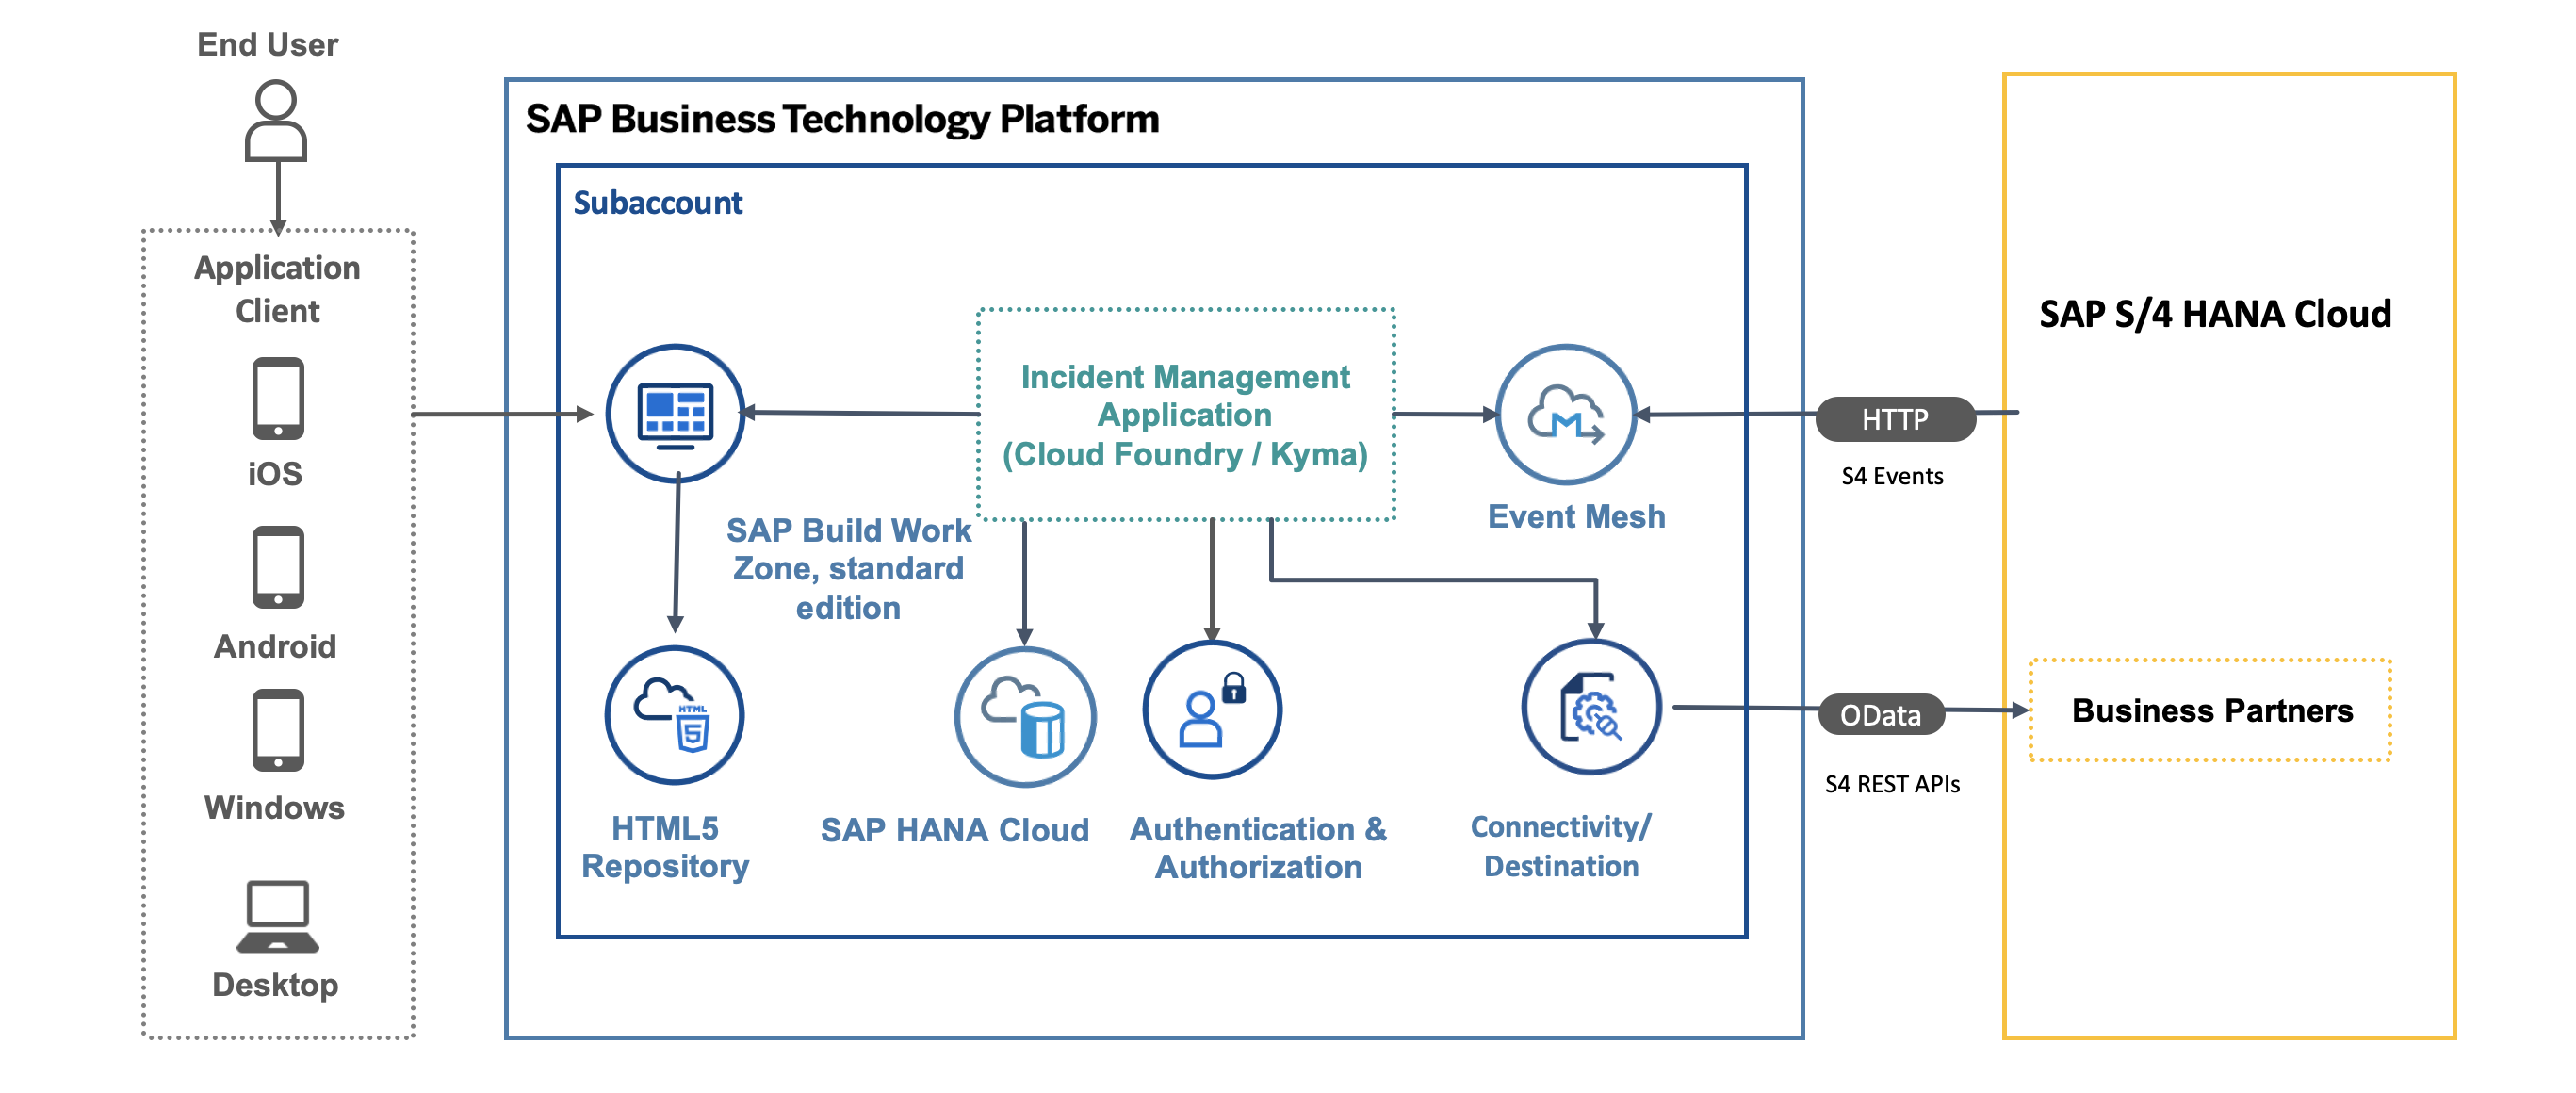 End User
Application
Client
iOS
Android
Windows
Desktop
SAP Business Technology Platform
Subaccount
SAP Build Work
Zone, standard
edition
Incident Management
Application
(Cloud Foundry / Kyma)
M
Event Mesh
HTML
5
HTML5
Repository
SAP HANA Cloud
Authentication &
Authorization
Connectivity/
Destination
HTTP
S4 Events
OData
S4 REST APIs
SAP S/4 HANA Cloud
Business Partners